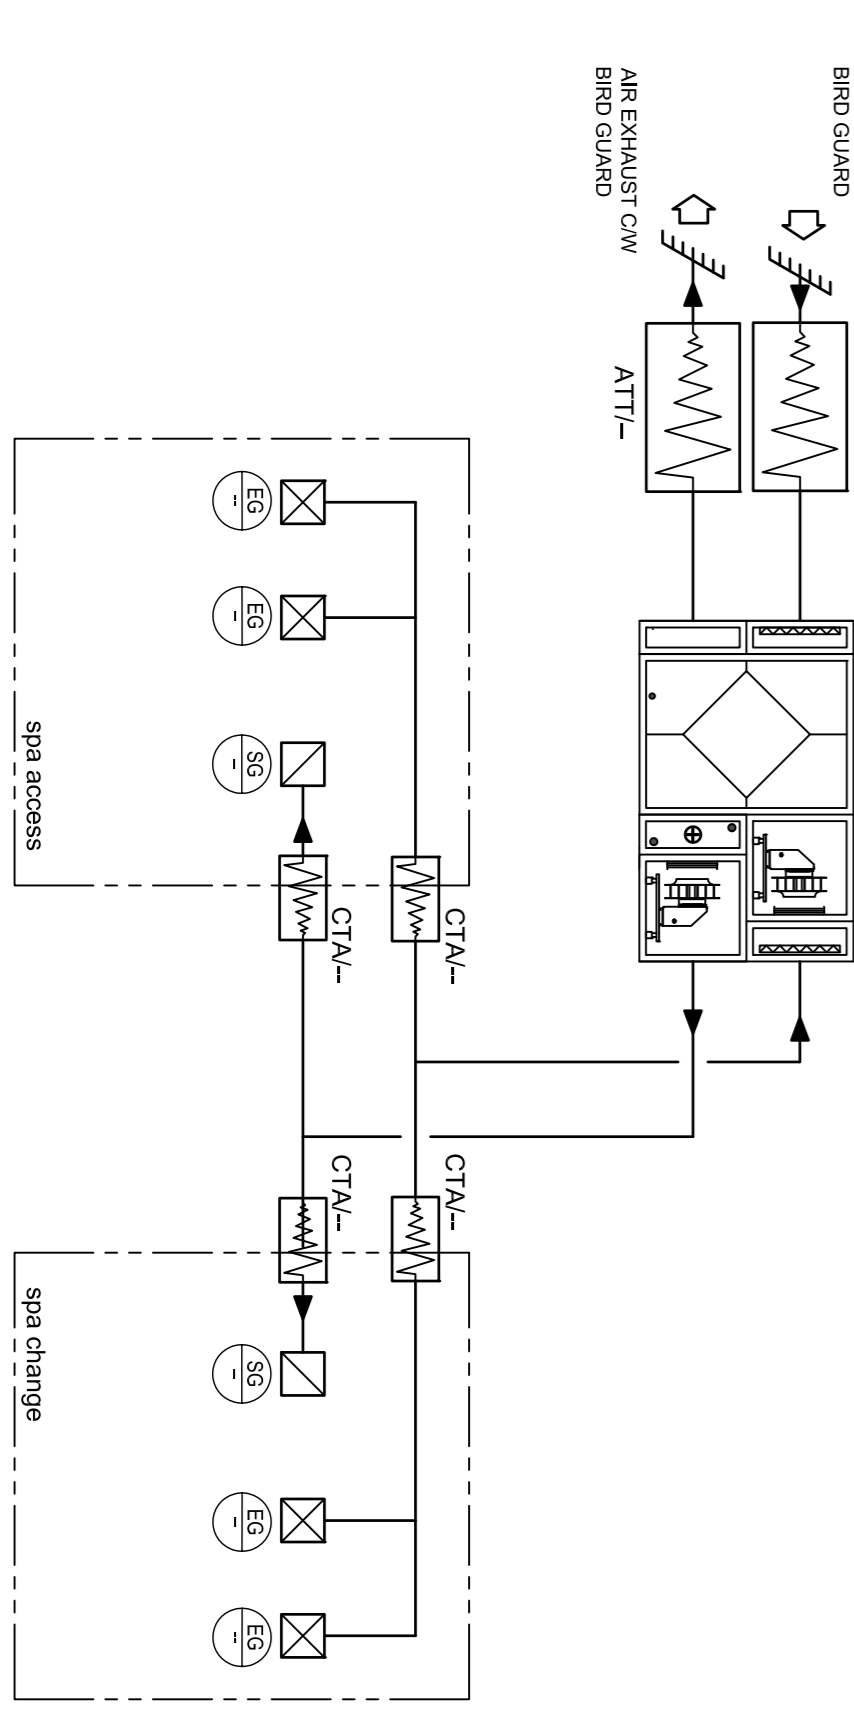 BIRD GUARD
AIR EXHAUST C/W
BIRD GUARD
ATT/–
CTA/--
CTA/--
CTA/--
CTA/--
EG
--
EG
-
SG
-
spa access
SG
-
EG
-
EG
--
spa change